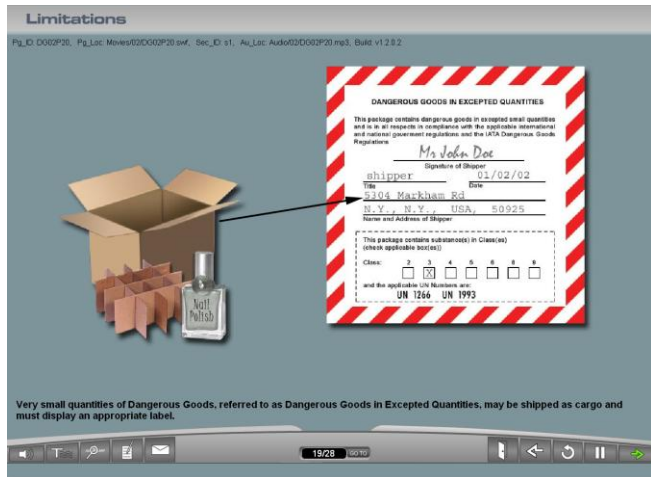 Limitations
Pg_ID: DG02P20, Pg_Loc: Movies/02/DG02P20.swf, Sec_ID: s1, Au_Loc: Audio/02/DG02P20.mp3, Build: v1.2.0.2
DANGEROUS GOODS IN EXCEPTED QUANTITIES
This package contains dangerous goods in excepted small quantities
and is in all respects in compliance with the applicable international
and national goverment regulations and the IATA Dangerous Goods
Regulations
Mr John Doe
Signature of Shipper
shipper 01/02/02
Title Date
5304 Markham Rd
N.Y., N.Y., USA, 50925
Name and Address of Shipper
This package contains substance(s) in Class(es)
(check applicable box(es))
Class: 2 3 4 5 6 8 9
X
and the applicable UN Numbers are:
UN 1266 UN 1993
Nail
Polish
Very small quantities of Dangerous Goods, referred to as Dangerous Goods in Excepted Quantities, may be shipped as cargo and
must display an appropriate label.
19/28 GO TO